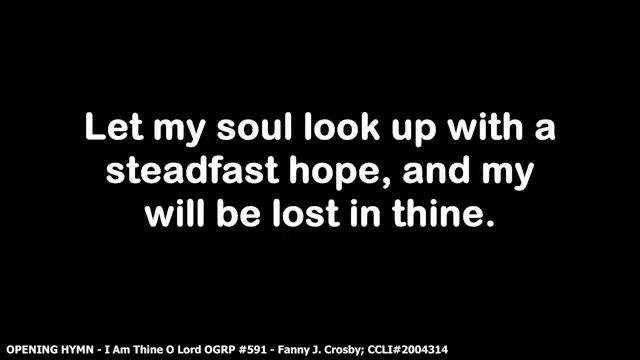 Let my soul look up with a
steadfast hope, and my
will be lost in thine.
OPENING HYMN - I Am Thine O Lord OGRP #591 - Fanny J. Crosby; CCLI#2004314